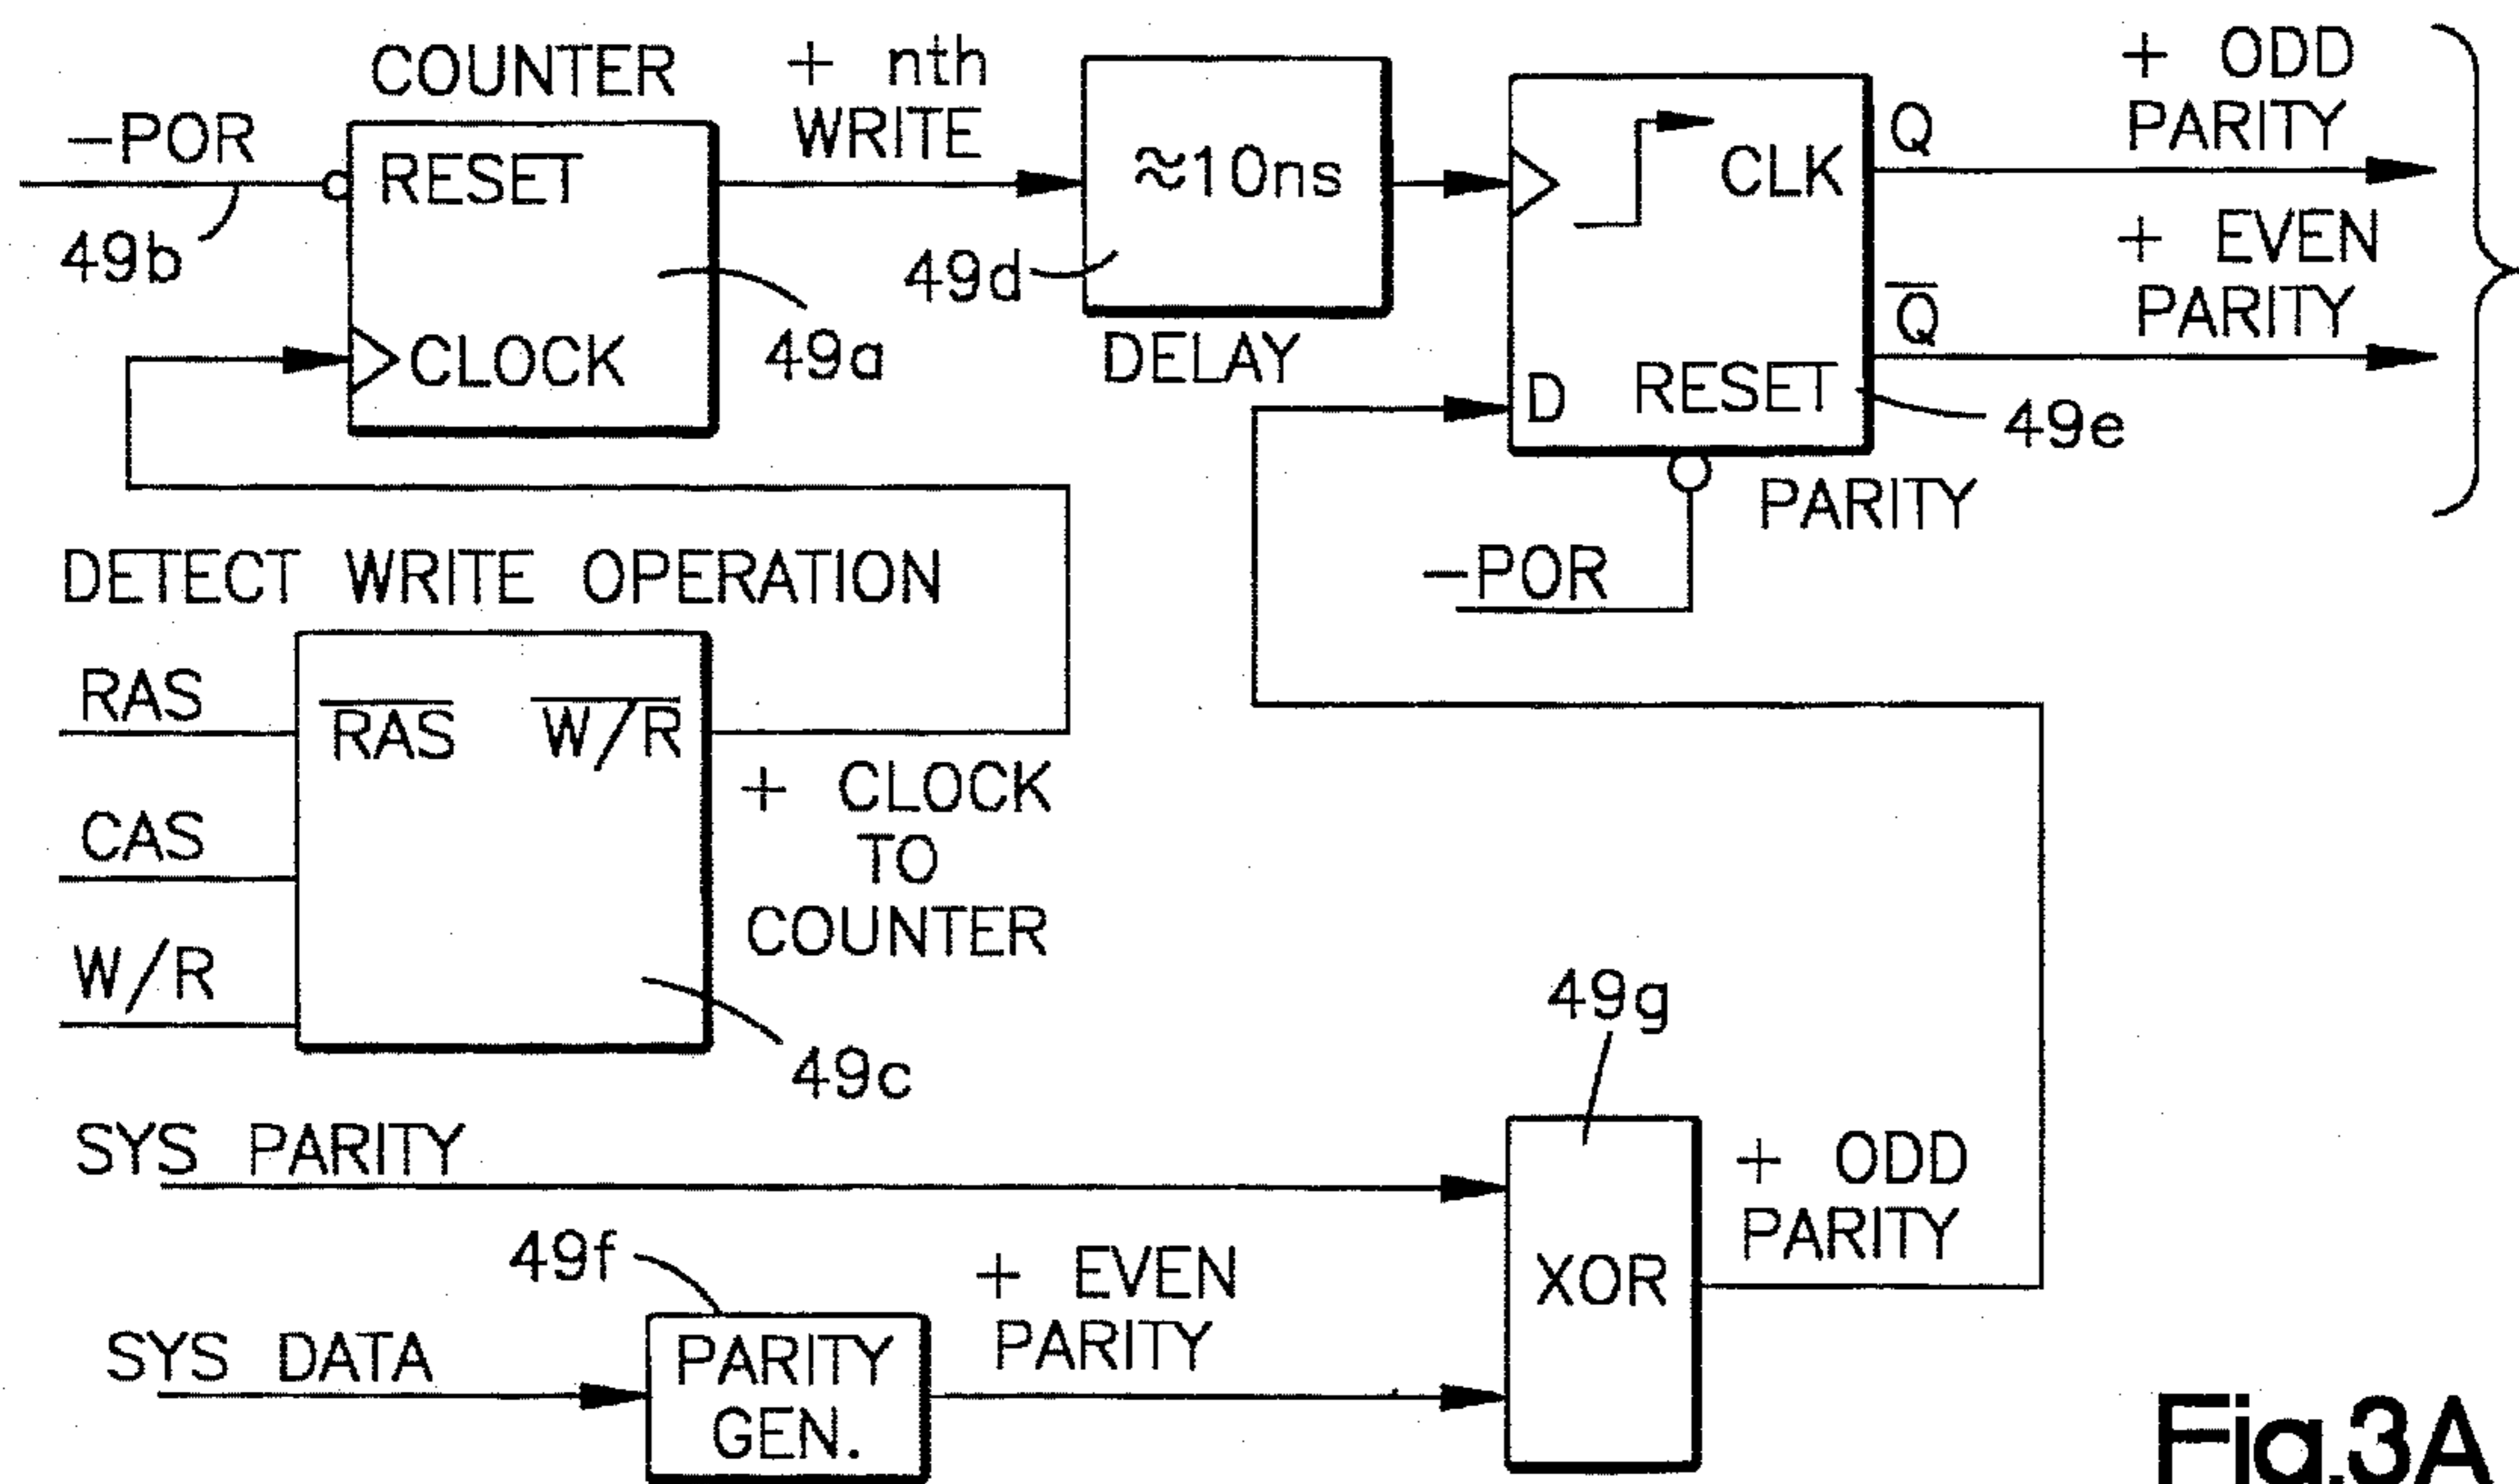 COUNTER
+ nth
WRITE
-POR
RESET
49b
CLOCK
49a
≈10ns
49d
DELAY
CLK
Q
+ ODD
PARITY
+ EVEN
PARITY
Q̅
D
RESET
49e
PARITY
-POR
DETECT WRITE OPERATION
RAS
CAS
W/R
R̅A̅S̅ W̅/̅R̅
+ CLOCK
TO
COUNTER
49c
SYS PARITY
49g
XOR
+ ODD
PARITY
49f
SYS DATA
PARITY
GEN.
+ EVEN
PARITY
Fig.3A